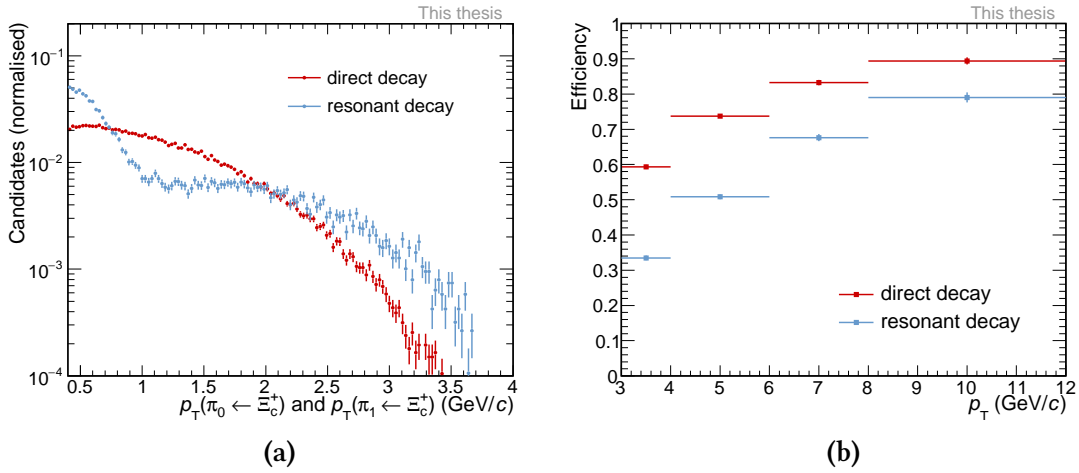 This thesis
Candidates (normalised)
10⁻¹
10⁻²
10⁻³
10⁻⁴
direct decay
resonant decay
0.5 1 1.5 2 2.5 3 3.5 4
p_T(π₀ ← Ξ_c⁺) and p_T(π₁ ← Ξ_c⁺) (GeV/c)
(a)
This thesis
Efficiency
1
0.9
0.8
0.7
0.6
0.5
0.4
0.3
0.2
0.1
0
direct decay
resonant decay
3 4 5 6 7 8 9 10 11 12
p_T (GeV/c)
(b)